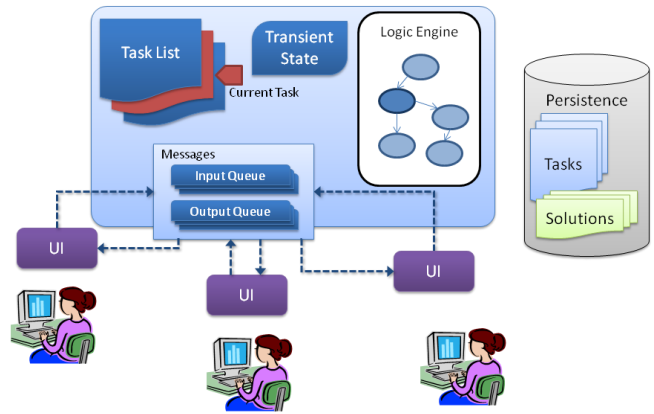 Task List
Transient
State
Current Task
Logic Engine
Persistence
Tasks
Solutions
Messages
Input Queue
Output Queue
UI
UI
UI